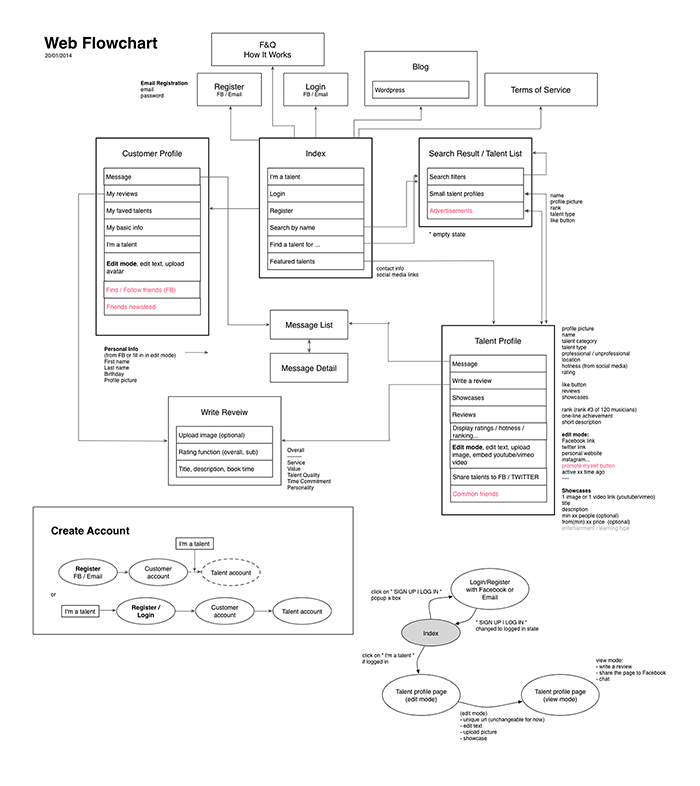 Web Flowchart
20/01/2014
F&Q
How It Works
Blog
Wordpress
Email Registration
email
password
Register
FB / Email
Login
FB / Email
Terms of Service
Customer Profile
Message
My reviews
My faved talents
My basic info
I'm a talent
Edit mode, edit text, upload
avatar
Find / Follow friends (FB)
Friends newsfeed
Index
I'm a talent
Login
Register
Search by name
Find a talent for ...
Featured talents
Search Result / Talent List
Search filters
Small talent profiles
Advertisements
* empty state
name
profile picture
rank
talent type
like button
contact info
social media links
Personal Info
(from FB or fill in in edit mode)
First name
Last name
Birthday
Profile picture
Message List
Message Detail
Talent Profile
Message
Write a review
Showcases
Reviews
Display ratings / hotness /
ranking...
Edit mode, edit text, upload
image, embed youtube/vimeo
video
Share talents to FB / TWITTER
Common friends
profile picture
name
talent category
talent type
professional / unprofessional
location
hotness (from social media)
rating
like button
reviews
showcases
rank (rank #3 of 120 musicians)
one-line achievement
short description
edit mode:
Facebook link
twitter link
personal website
instagram...
promote myself button
active xx time ago
----
Showcases
1 image or 1 video link (youtube/vimeo)
title
description
min xx people (optional)
from(min) xx price (optional)
entertainment / learning type
Write Reveiw
Upload image (optional)
Rating function (overall, sub)
Title, description, book time
Overall
--------
Service
Value
Talent Quality
Time Commitment
Personality
Create Account
I'm a talent
Register
FB / Email
Customer
account
Talent account
or
I'm a talent
Register /
Login
Customer
account
Talent account
Login/Register
with Facebook or
Email
click on " SIGN UP I LOG IN "
popup a box
" SIGN UP I LOG IN "
changed to logged in state
Index
click on " I'm a talent "
if logged in
Talent profile page
(edit mode)
(edit mode)
- unique url (unchangeable for now)
- edit text
- upload picture
- showcase
Talent profile page
(view mode)
view mode:
- write a review
- share the page to Facebook
- chat